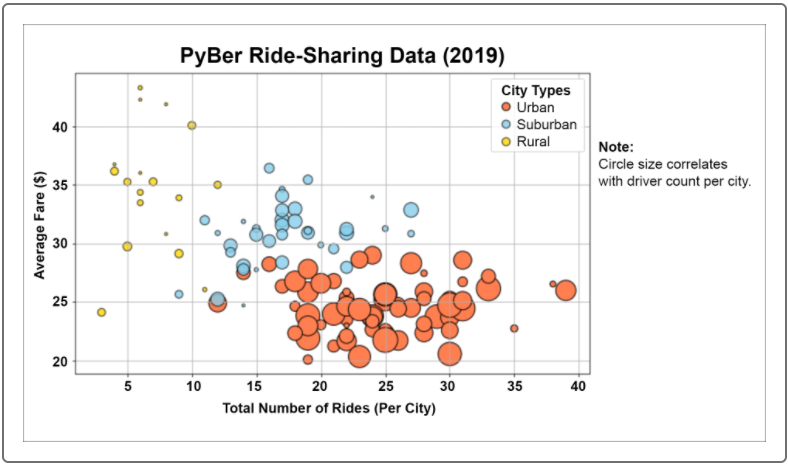 PyBer Ride-Sharing Data (2019)
City Types
Urban
Suburban
Rural
Note:
Circle size correlates
with driver count per city.
Average Fare ($)
40
35
30
25
20
5 10 15 20 25 30 35 40
Total Number of Rides (Per City)